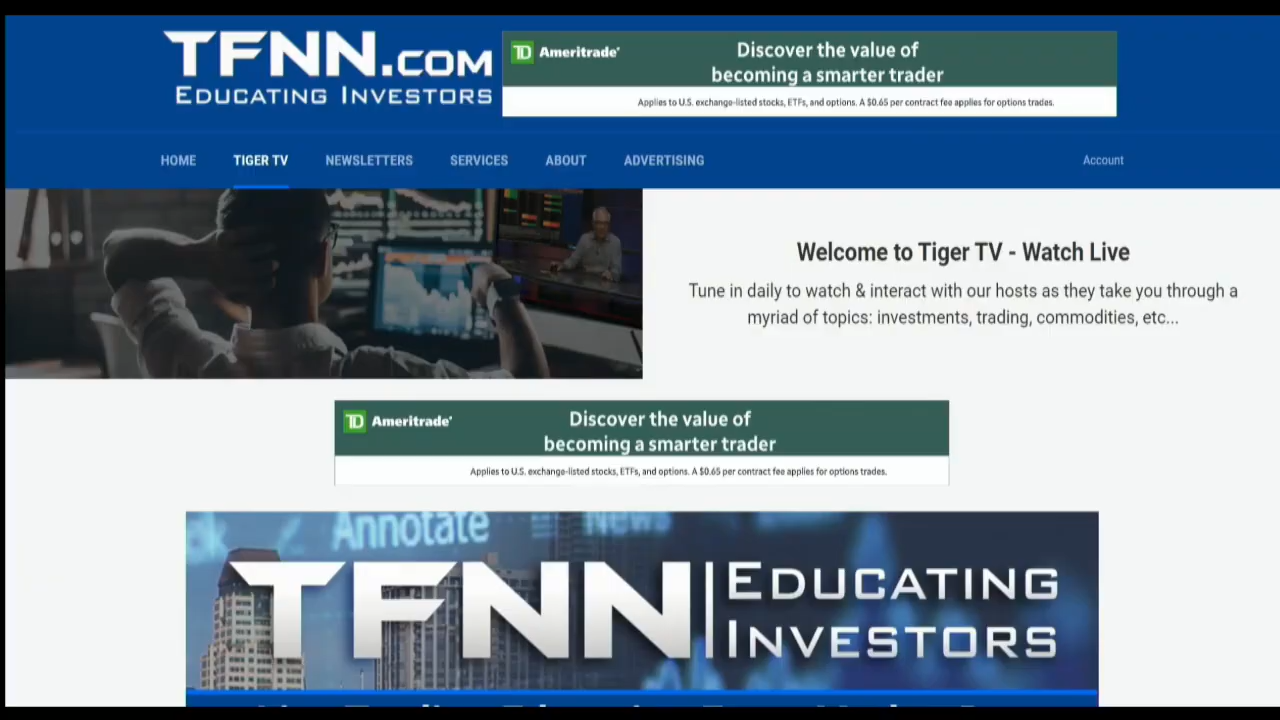 TFNN.COM
EDUCATING INVESTORS
TD Ameritrade
Discover the value of
becoming a smarter trader
Applies to U.S. exchange-listed stocks, ETFs, and options. A $0.65 per contract fee applies for options trades.
HOME TIGER TV NEWSLETTERS SERVICES ABOUT ADVERTISING Account
Welcome to Tiger TV - Watch Live
Tune in daily to watch & interact with our hosts as they take you through a
myriad of topics: investments, trading, commodities, etc...
TD Ameritrade
Discover the value of
becoming a smarter trader
Applies to U.S. exchange-listed stocks, ETFs, and options. A $0.65 per contract fee applies for options trades.
Annotate News
TFNN EDUCATING
INVESTORS